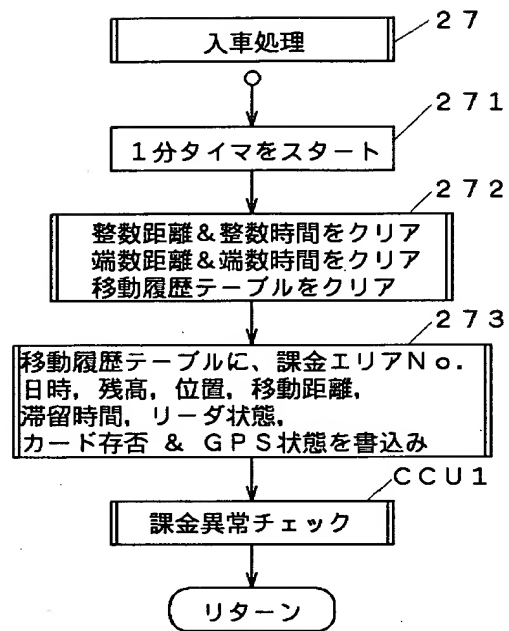 ２７
入車処理
２７１
１分タイマをスタート
２７２
整数距離＆整数時間をクリア
端数距離＆端数時間をクリア
移動履歴テーブルをクリア
２７３
移動履歴テーブルに、課金エリアＮｏ．
日時，残高，位置，移動距離，
滞留時間，リーダ状態，
カード存否 ＆ ＧＰＳ状態を書込み
ＣＣＵ１
課金異常チェック
リターン